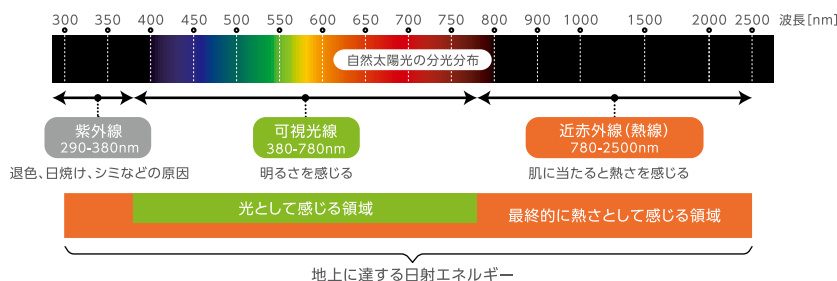 300 350 400 450 500 550 600 650 700 750 800 900 1000 1500 2000 2500 波長[nm]
自然太陽光の分光分布
紫外線 可視光線 近赤外線(熱線)
290-380nm 380-780nm 780-2500nm
退色、日焼け、シミなどの原因 明るさを感じる 肌に当たると熱さを感じる
光として感じる領域 最終的に熱さとして感じる領域
地上に達する日射エネルギー